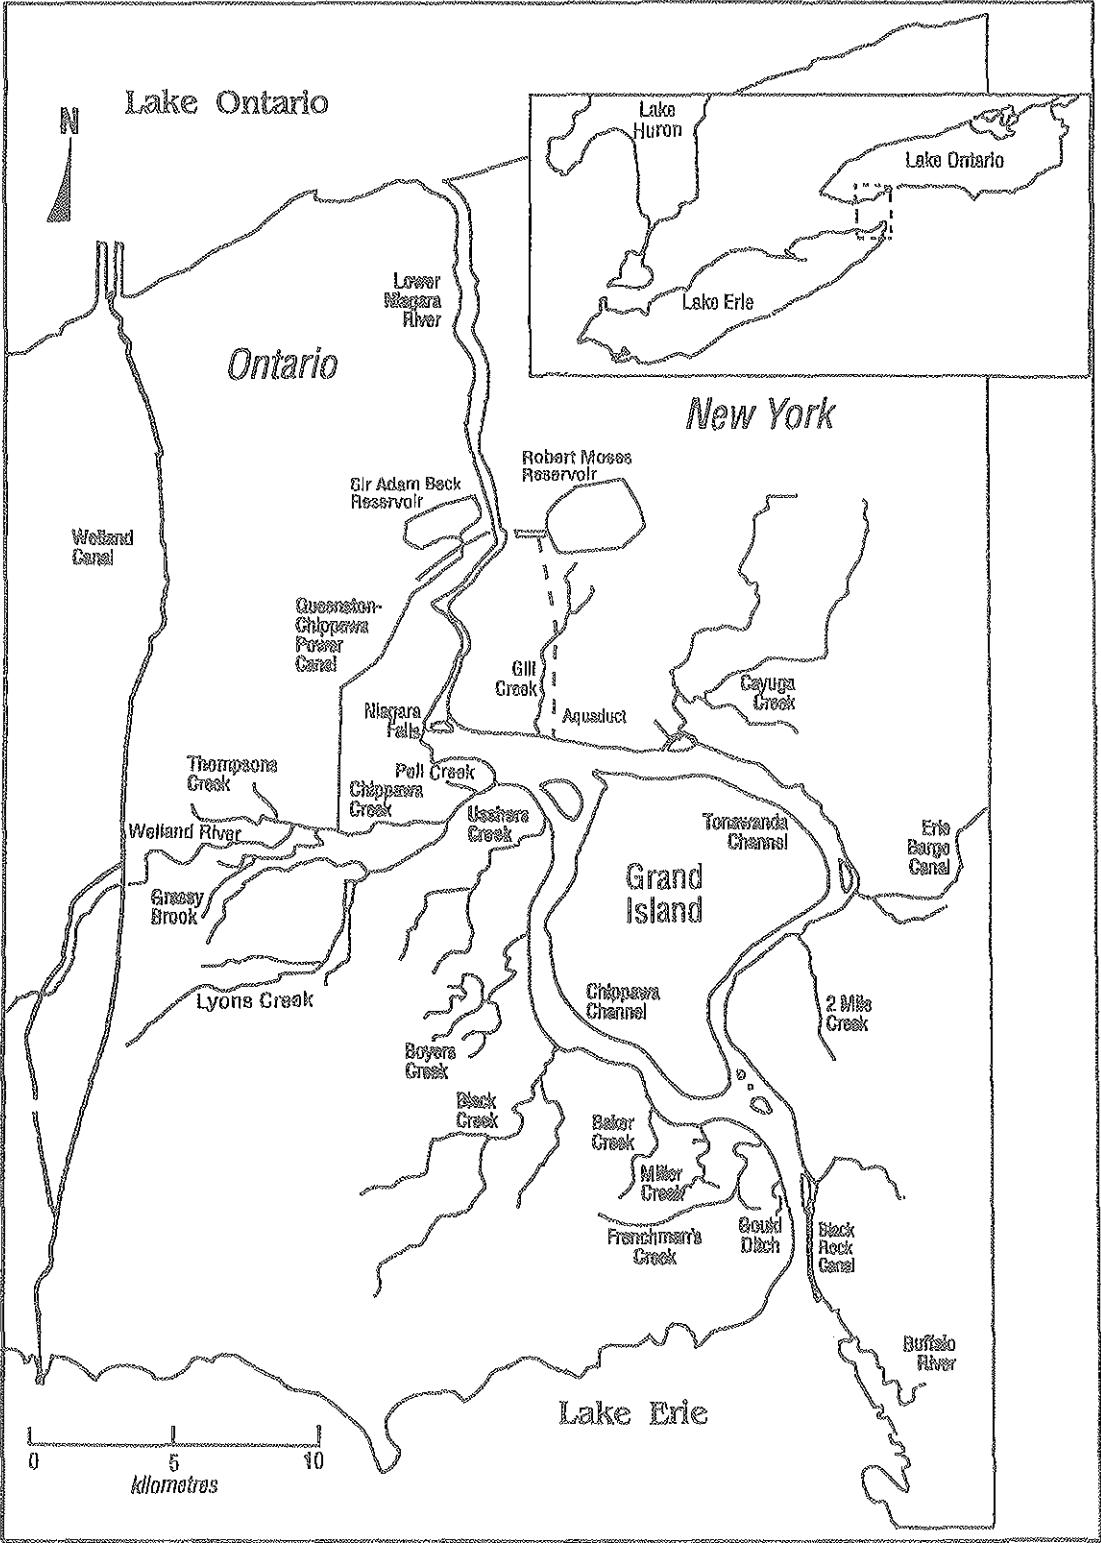 Lake Ontario
N
Lake
Huron
Lake Ontario
Lake Erie
Lower
Niagara
River
Ontario
New York
Robert Moses
Reservoir
Sir Adam Beck
Reservoir
Welland
Canal
Queenston-
Chippawa
Power
Canal
Gill
Creek
Cayuga
Creek
Niagara
Falls
Aquaduct
Thompsons
Creek
Pell Creek
Chippawa
Creek
Usshers
Creek
Welland River
Tonawanda
Channel
Erie
Barge
Canal
Grassy
Brook
Grand
Island
Lyons Creek
Chippawa
Channel
2 Mile
Creek
Boyers
Creek
Black
Creek
Baker
Creek
Miller
Creek
Frenchman's
Creek
Gould
Ditch
Black
Rock
Canal
Buffalo
River
Lake Erie
0 5 10
kilometres